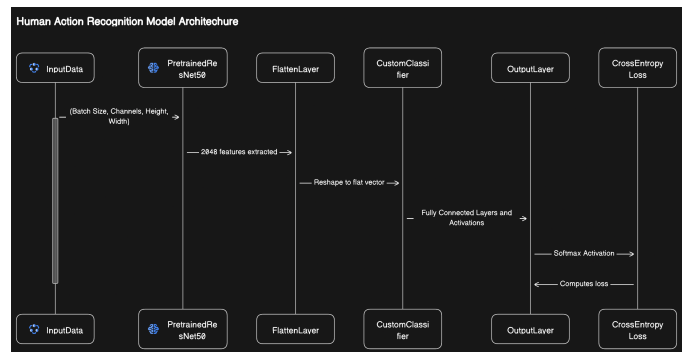 Human Action Recognition Model Architechure
InputData
PretrainedRe
sNet50
FlattenLayer
CustomClassi
fier
OutputLayer
CrossEntropy
Loss
(Batch Size, Channels, Height,
Width)
2048 features extracted
Reshape to flat vector
Fully Connected Layers and
Activations
Softmax Activation
Computes loss
InputData
PretrainedRe
sNet50
FlattenLayer
CustomClassi
fier
OutputLayer
CrossEntropy
Loss